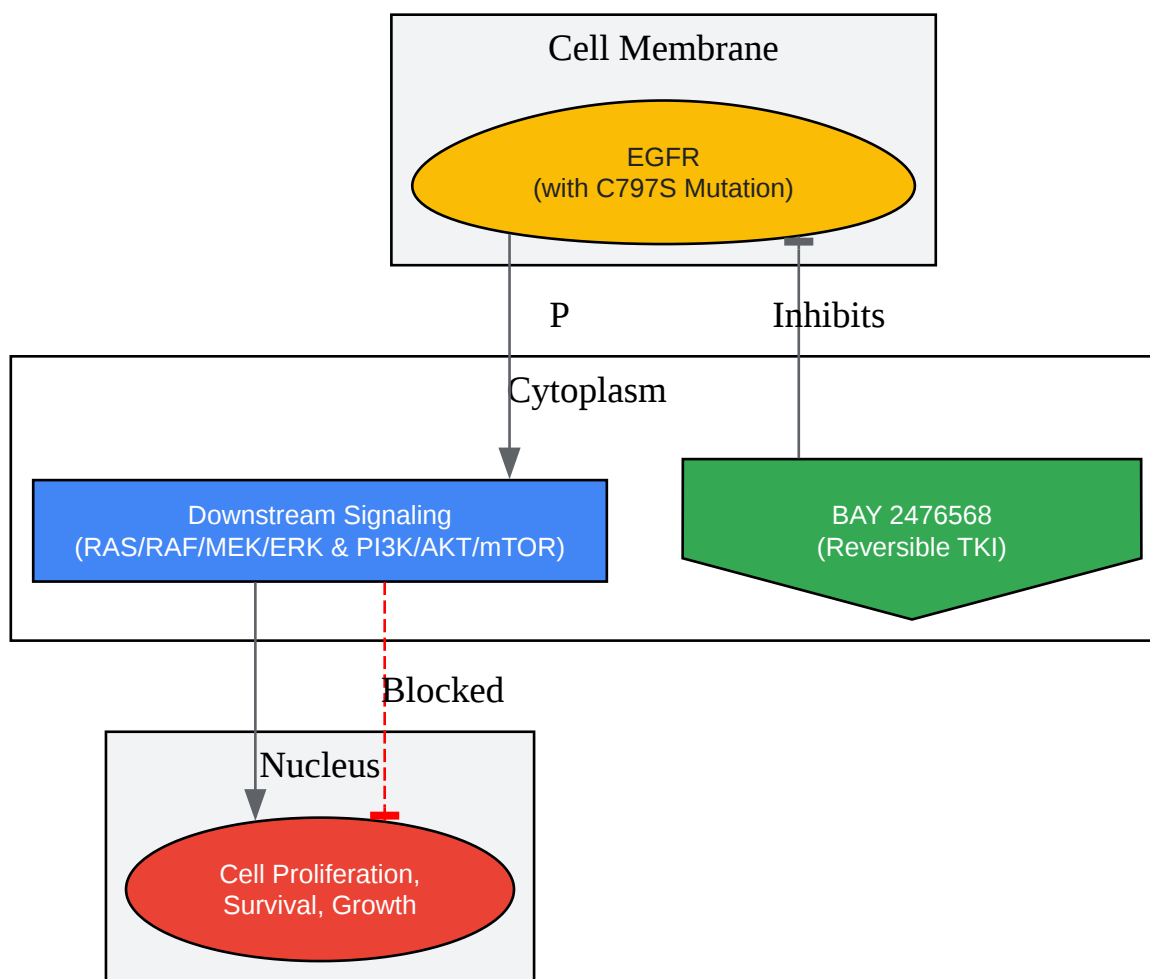 Cell Membrane
EGFR
(with C797S Mutation)
P
Inhibits
Cytoplasm
Downstream Signaling
(RAS/RAF/MEK/ERK & PI3K/AKT/mTOR)
BAY 2476568
(Reversible TKI)
Blocked
Nucleus
Cell Proliferation,
Survival, Growth